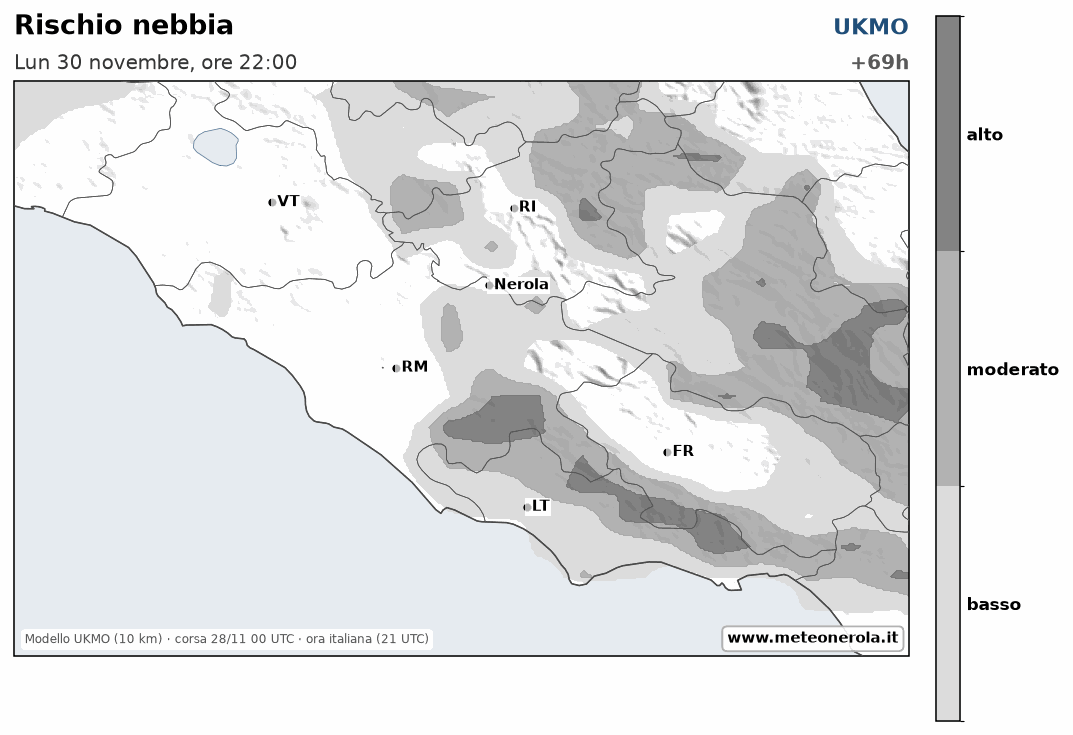 Rischio nebbia
UKMO
Lun 30 novembre, ore 22:00
+69h
alto
VT
RI
Nerola
RM
moderato
FR
LT
basso
Modello UKMO (10 km) · corsa 28/11 00 UTC · ora italiana (21 UTC)
www.meteonerola.it